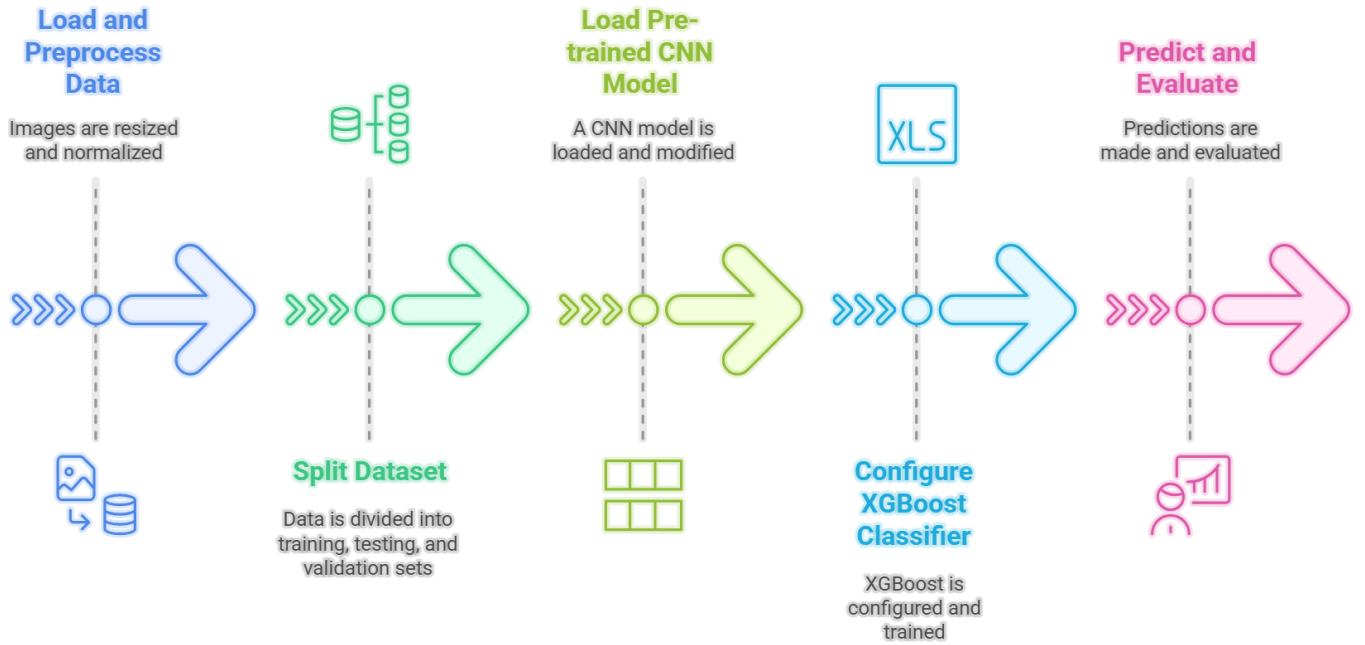 Load and
Preprocess
Data
Images are resized
and normalized
Split Dataset
Data is divided into
training, testing, and
validation sets
Load Pre-
trained CNN
Model
A CNN model is
loaded and modified
XLS
Configure
XGBoost
Classifier
XGBoost is
configured and
trained
Predict and
Evaluate
Predictions are
made and evaluated